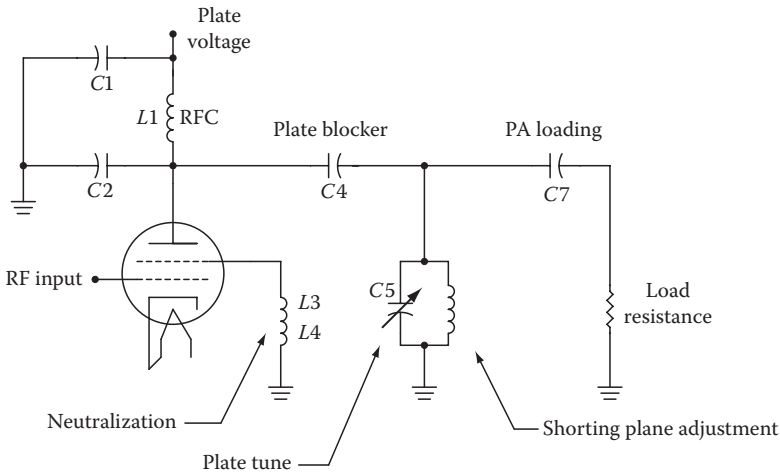 Plate
voltage
C1
L1 RFC
Plate blocker
PA loading
C2
C4
C7
RF input
L3
L4
C5
Load
resistance
Neutralization
Shorting plane adjustment
Plate tune